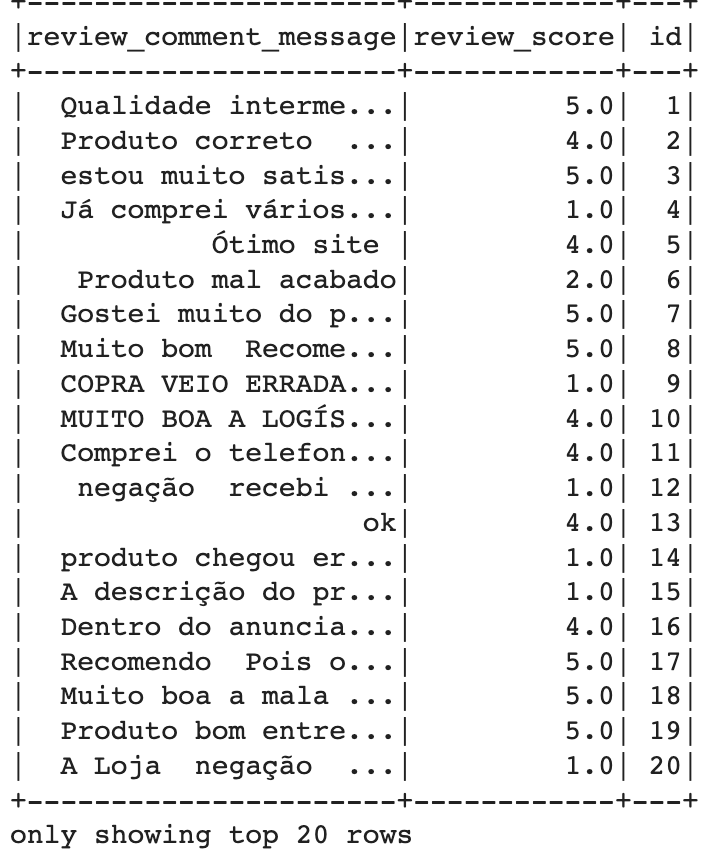 +--------------------+------------+---+
|review_comment_message|review_score| id|
+----------------------+------------+---+
|  Qualidade interme...|         5.0|  1|
|  Produto correto  ...|         4.0|  2|
|  estou muito satis...|         5.0|  3|
|  Já comprei vários...|         1.0|  4|
|           Ótimo site |         4.0|  5|
|   Produto mal acabado|         2.0|  6|
|  Gostei muito do p...|         5.0|  7|
|  Muito bom  Recome...|         5.0|  8|
|  COPRA VEIO ERRADA...|         1.0|  9|
|  MUITO BOA A LOGÍS...|         4.0| 10|
|  Comprei o telefon...|         4.0| 11|
|   negação  recebi ...|         1.0| 12|
|                    ok|         4.0| 13|
|  produto chegou er...|         1.0| 14|
|  A descrição do pr...|         1.0| 15|
|  Dentro do anuncia...|         4.0| 16|
|  Recomendo  Pois o...|         5.0| 17|
|  Muito boa a mala ...|         5.0| 18|
|  Produto bom entre...|         5.0| 19|
|  A Loja  negação  ...|         1.0| 20|
+----------------------+------------+---+
only showing top 20 rows